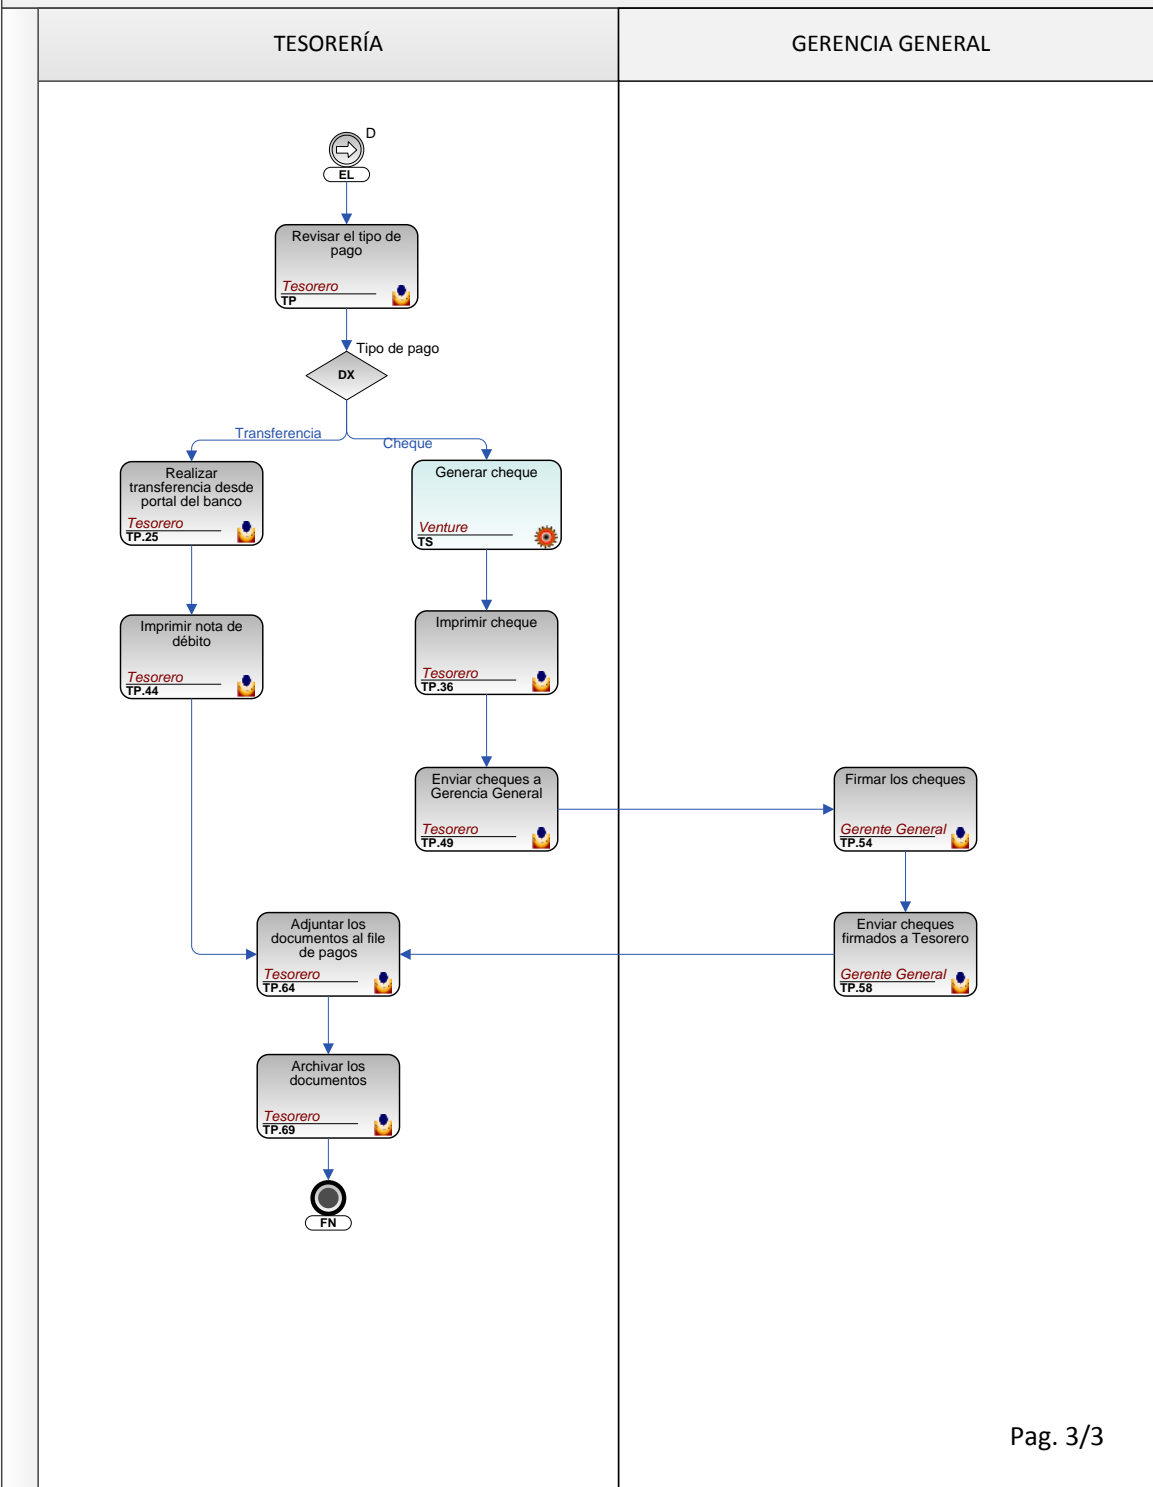 TESORERÍA
GERENCIA GENERAL
D
EL
Revisar el tipo de
pago
Tesorero
TP
Tipo de pago
DX
Transferencia
Cheque
Realizar
transferencia desde
portal del banco
Tesorero
TP.25
Generar cheque
Venture
TS
Imprimir nota de
débito
Tesorero
TP.44
Imprimir cheque
Tesorero
TP.36
Enviar cheques a
Gerencia General
Tesorero
TP.49
Firmar los cheques
Gerente General
TP.54
Adjuntar los
documentos al file
de pagos
Tesorero
TP.64
Enviar cheques
firmados a Tesorero
Gerente General
TP.58
Archivar los
documentos
Tesorero
TP.69
FN
Pag. 3/3